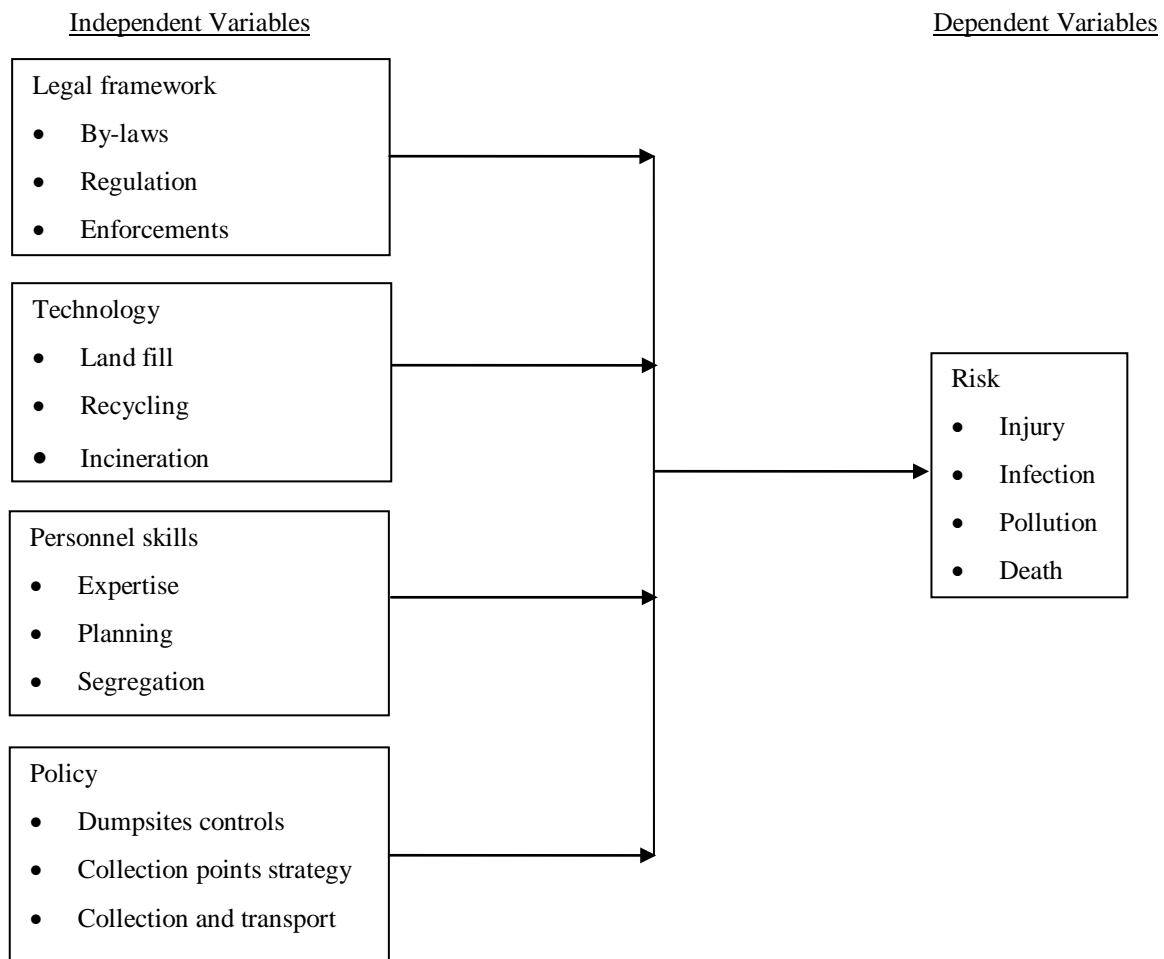 Independent Variables
Dependent Variables
Legal framework
• By-laws
• Regulation
• Enforcements
Technology
• Land fill
• Recycling
• Incineration
Personnel skills
• Expertise
• Planning
• Segregation
Policy
• Dumpsites controls
• Collection points strategy
• Collection and transport
Risk
• Injury
• Infection
• Pollution
• Death